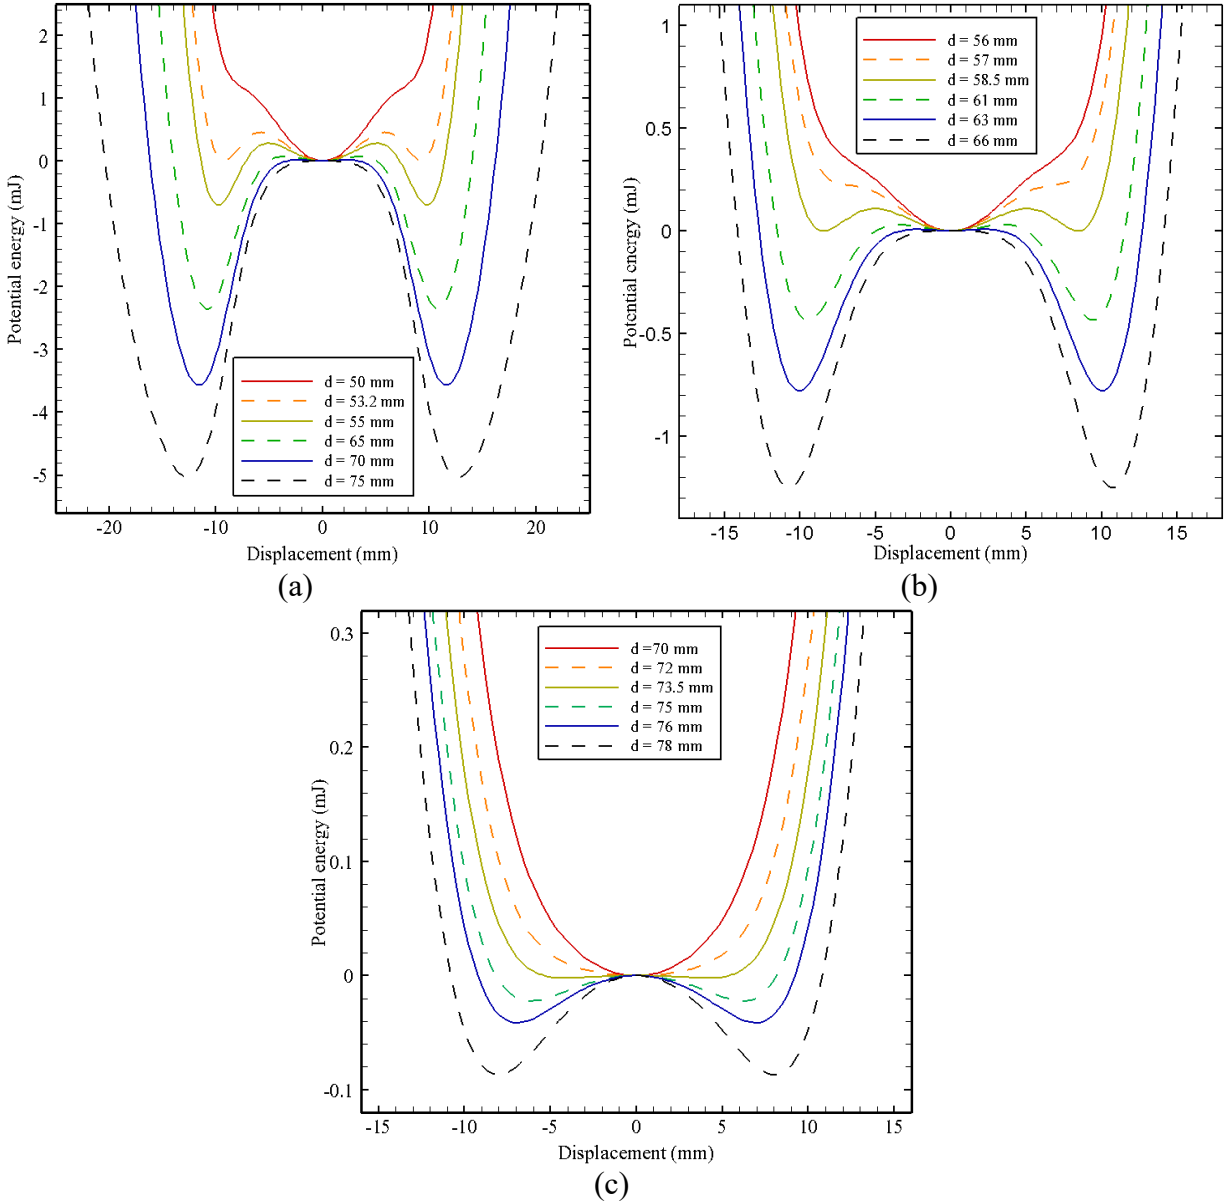 2
1
0
-1
-2
-3
-4
-5
Potential energy (mJ)
d = 50 mm
d = 53.2 mm
d = 55 mm
d = 65 mm
d = 70 mm
d = 75 mm
-20 -10 0 10 20
Displacement (mm)
(a)
1
0.5
0
-0.5
-1
Potential energy (mJ)
d = 56 mm
d = 57 mm
d = 58.5 mm
d = 61 mm
d = 63 mm
d = 66 mm
-15 -10 -5 0 5 10 15
Displacement (mm)
(b)
0.3
0.2
0.1
0
-0.1
Potential energy (mJ)
d =70 mm
d = 72 mm
d = 73.5 mm
d = 75 mm
d = 76 mm
d = 78 mm
-15 -10 -5 0 5 10 15
Displacement (mm)
(c)